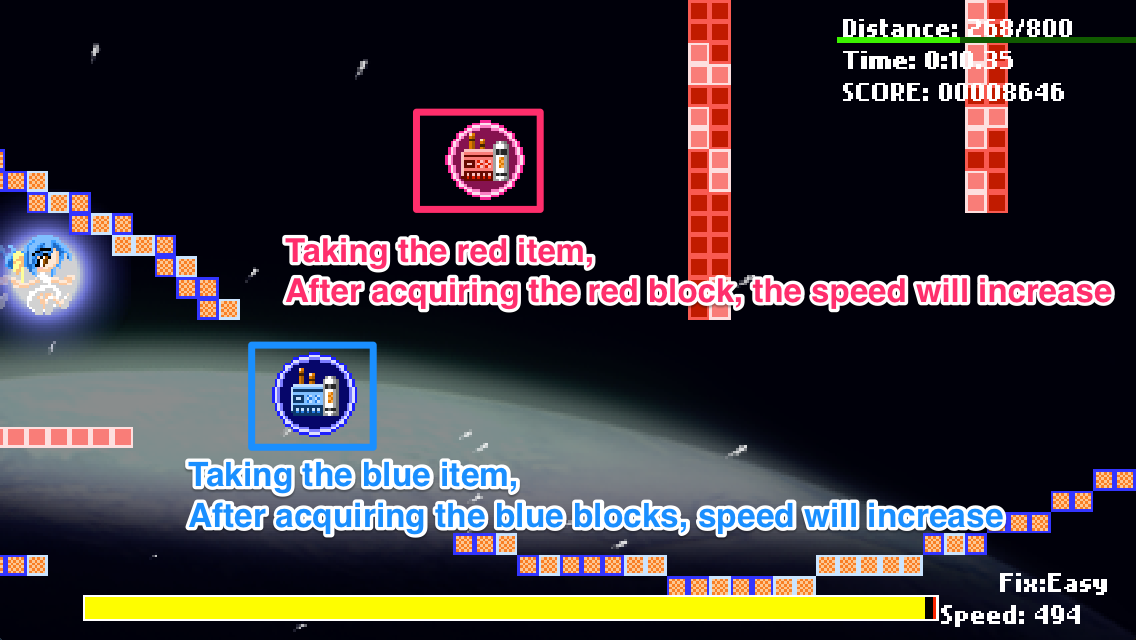 Distance: 268/800
Time: 0:10.85
SCORE: 00008646
Taking the red item,
After acquiring the red block, the speed will increase
Taking the blue item,
After acquiring the blue blocks, speed will increase
Fix:Easy
Speed: 494